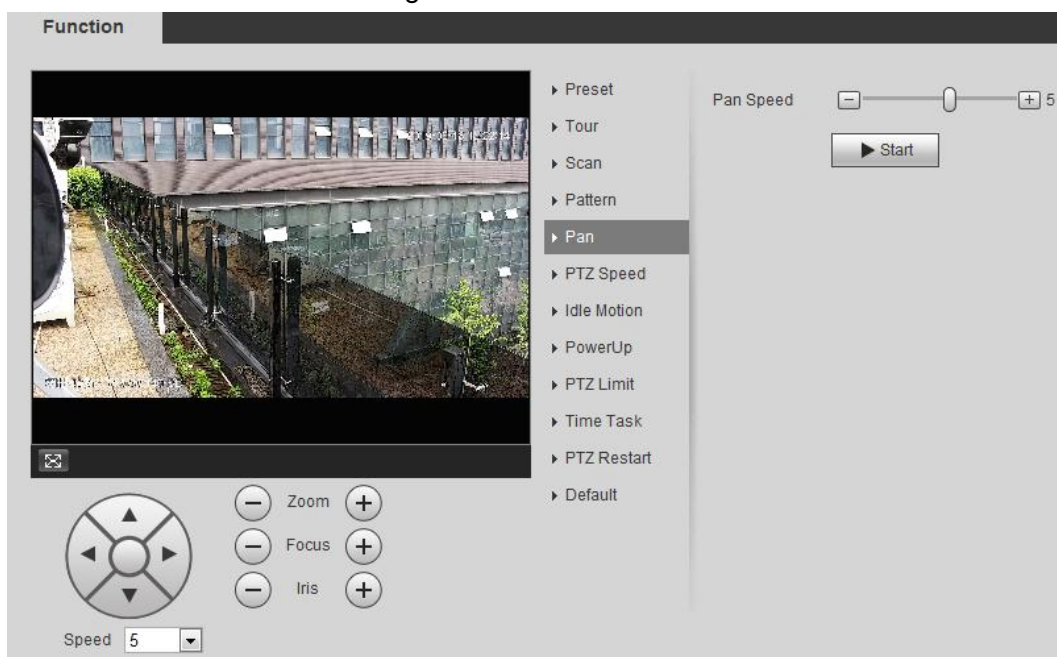 Function
Preset
Tour
Scan
Pattern
Pan
PTZ Speed
Idle Motion
PowerUp
PTZ Limit
Time Task
PTZ Restart
Default
Pan Speed
5
Start
Zoom
Focus
Iris
Speed
5